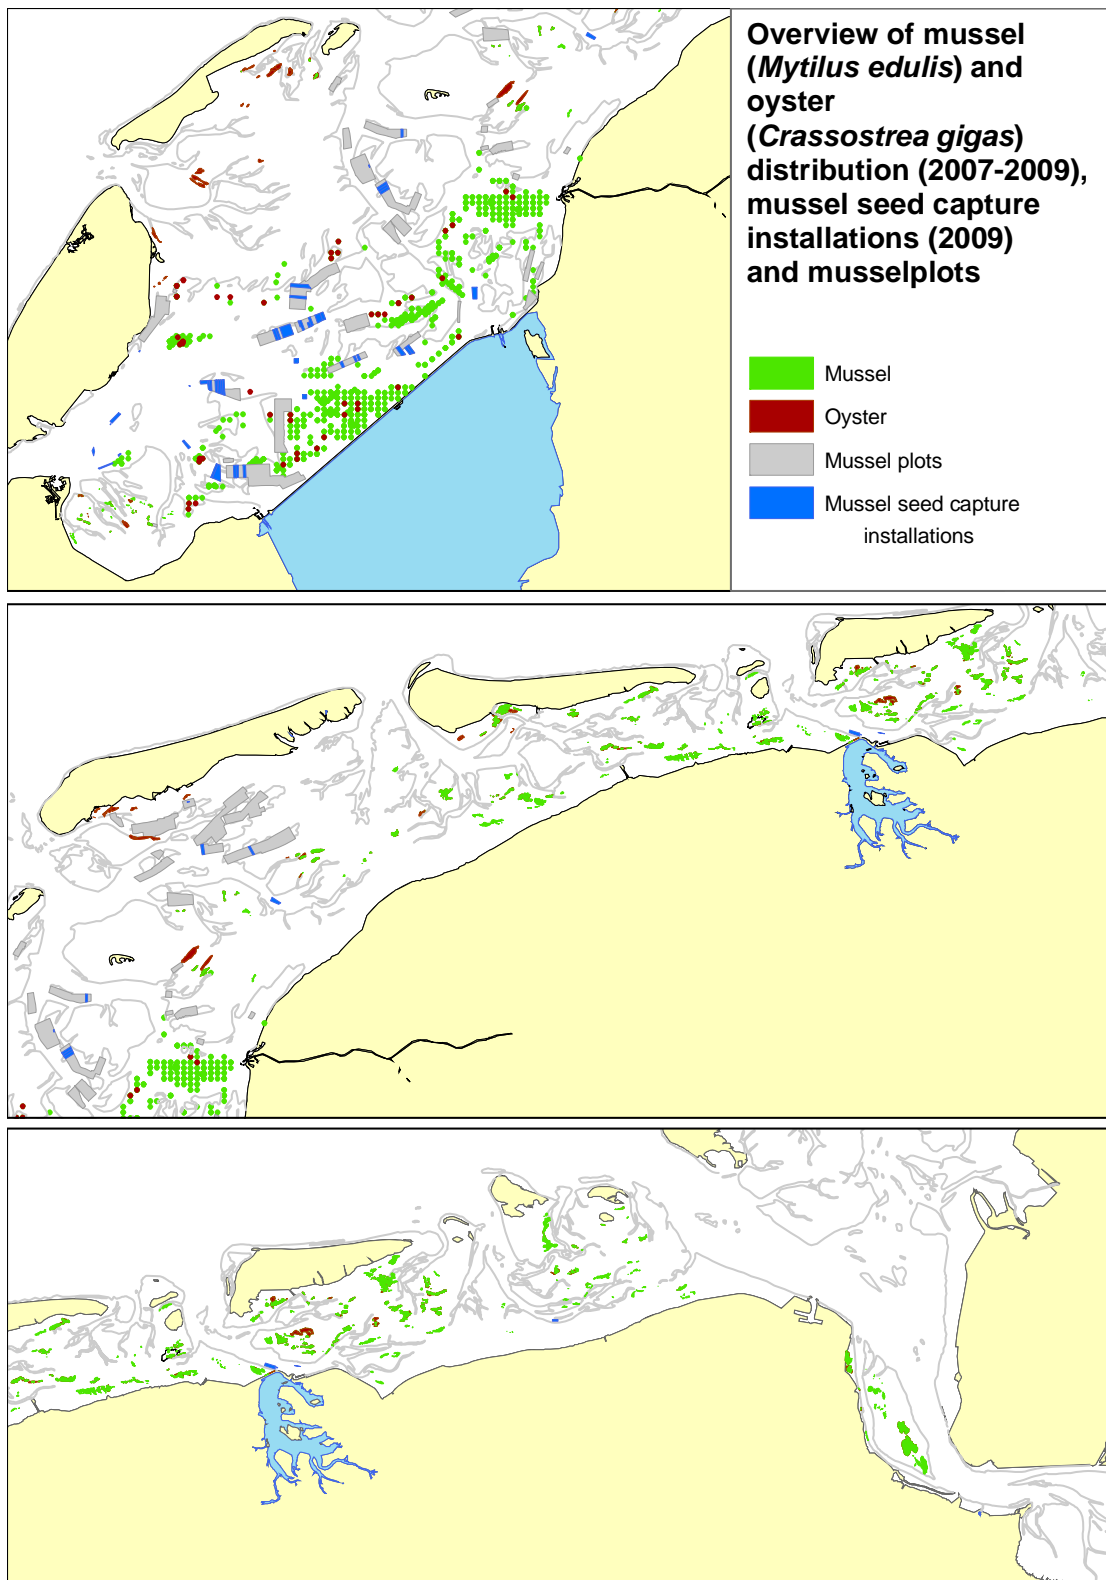 Overview of mussel
(Mytilus edulis) and
oyster
(Crassostrea gigas)
distribution (2007-2009),
mussel seed capture
installations (2009)
and musselplots
Mussel
Oyster
Mussel plots
Mussel seed capture
installations